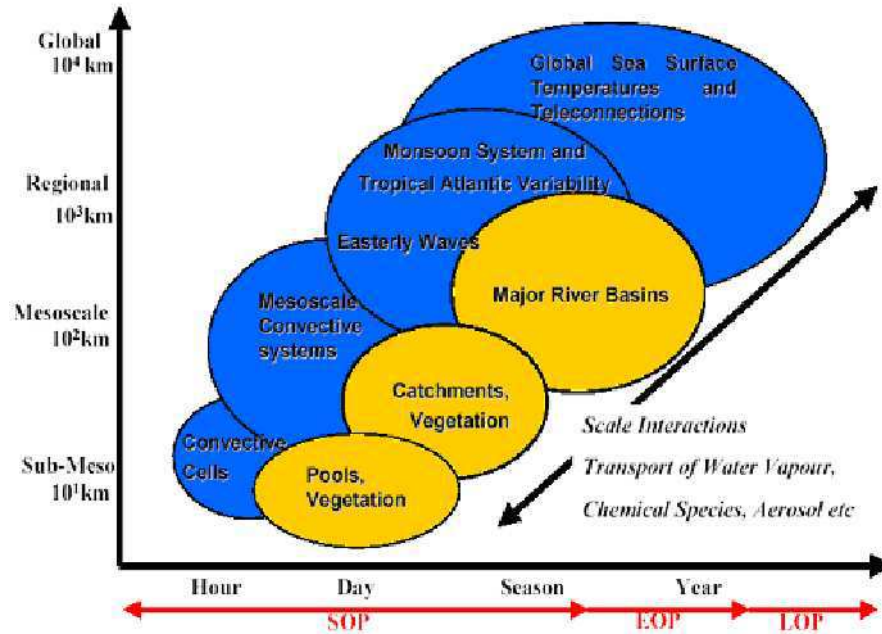 Global
10⁴ km
Global Sea Surface
Temperatures and
Teleconnections
Monsoon System and
Tropical Atlantic Variability
Regional
10³km
Easterly Waves
Major River Basins
Mesoscale
10²km
Mesoscale
Convective
systems
Catchments,
Vegetation
Scale Interactions
Transport of Water Vapour,
Chemical Species, Aerosol etc
Sub-Meso
10¹km
Convective
Cells
Pools,
Vegetation
Hour Day Season Year
SOP EOP LOP